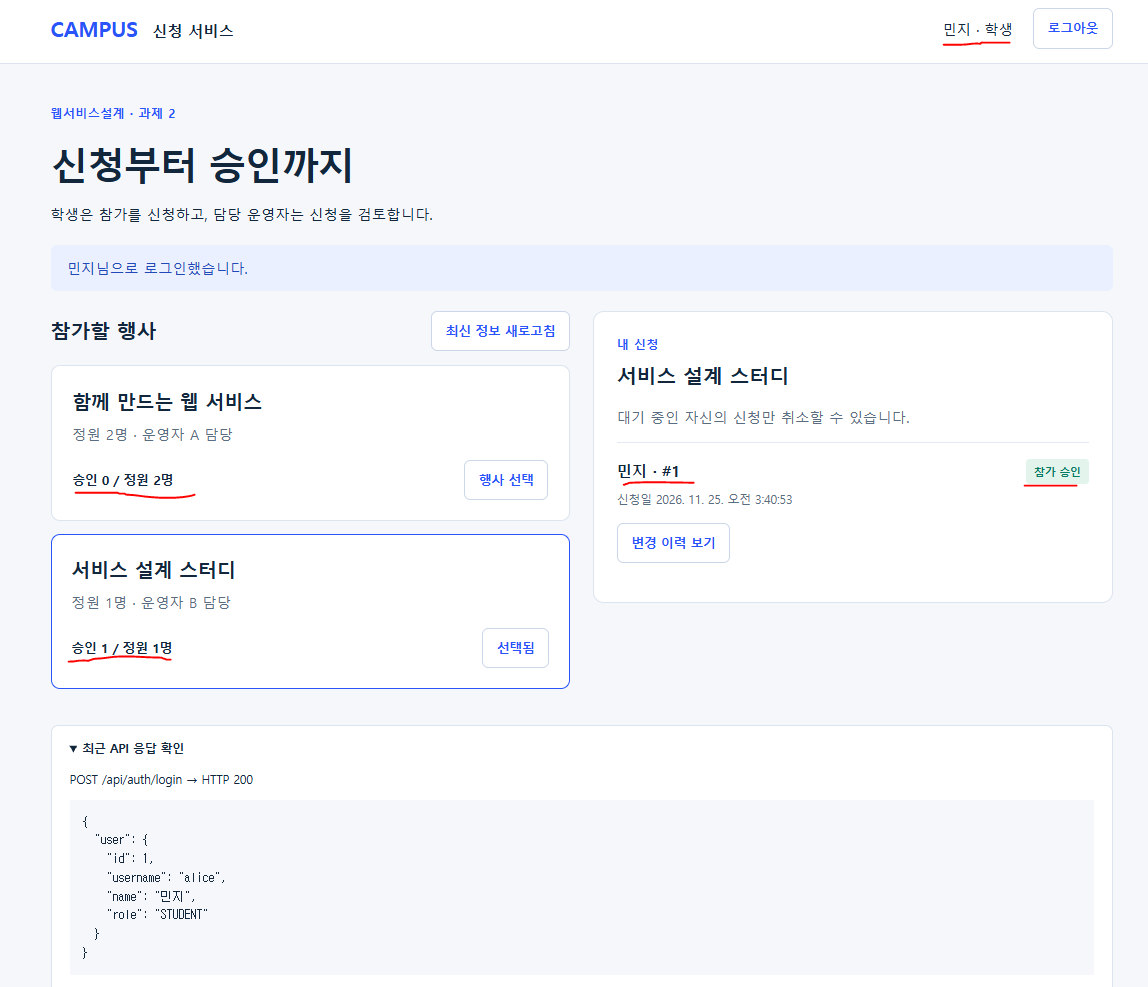 CAMPUS 신청 서비스
민지 · 학생
로그아웃
웹서비스설계 · 과제 2
신청부터 승인까지
학생은 참가를 신청하고, 담당 운영자는 신청을 검토합니다.
민지님으로 로그인했습니다.
참가할 행사
최신 정보 새로고침
함께 만드는 웹 서비스
정원 2명 · 운영자 A 담당
승인 0 / 정원 2명
행사 선택
서비스 설계 스터디
정원 1명 · 운영자 B 담당
승인 1 / 정원 1명
선택됨
내 신청
서비스 설계 스터디
대기 중인 자신의 신청만 취소할 수 있습니다.
민지 · #1
참가 승인
신청일 2026. 11. 25. 오전 3:40:53
변경 이력 보기
▼ 최근 API 응답 확인
POST /api/auth/login → HTTP 200
{
"user": {
"id": 1,
"username": "alice",
"name": "민지",
"role": "STUDENT"
}
}